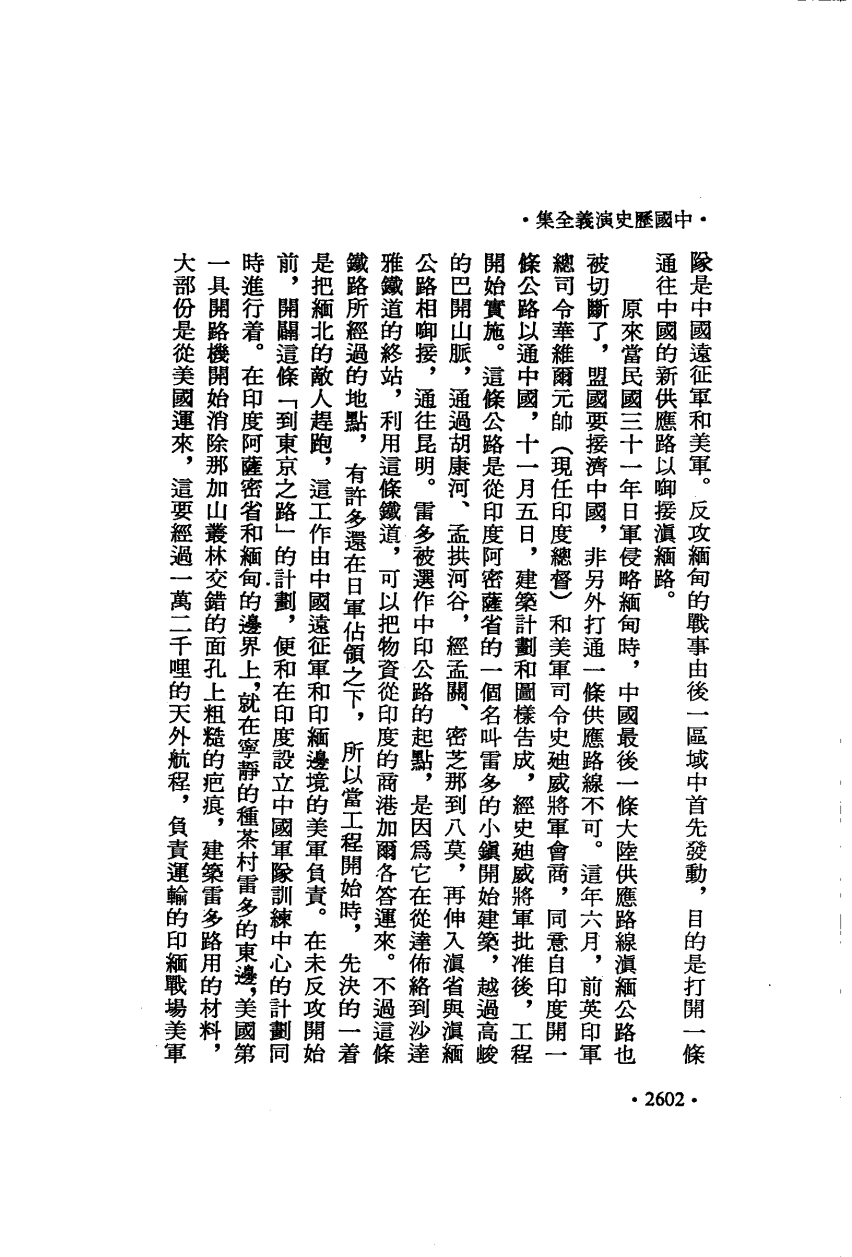 ·中國歷史演義全集·
隊是中國遠征軍和美軍。反攻緬甸的戰事由後一區域中首先發動，目的是打開一條
通往中國的新供應路以啣接滇緬路。
原來當民國三十一年日軍侵略緬甸時，中國最後一條大陸供應路線滇緬公路也
被切斷了，盟國要接濟中國，非另外打通一條供應路線不可。這年六月，前英印軍
總司令華維爾元帥（現任印度總督）和美軍司令史廸威將軍會商，同意自印度開一
條公路以通中國，十一月五日，建築計劃和圖樣告成，經史廸威將軍批准後，工程
開始實施。這條公路是從印度阿密薩省的一個名叫雷多的小鎭開始建築，越過高峻
的巴開山脈，通過胡康河、孟拱河谷，經孟關、密芝那到八莫，再伸入滇省與滇緬
公路相啣接，通往昆明。雷多被選作中印公路的起點，是因爲它在從達佈絡到沙達
雅鐵道的終站，利用這條鐵道，可以把物資從印度的商港加爾各答運來。不過這條
鐵路所經過的地點，有許多還在日軍佔領之下，所以當工程開始時，先決的一着
是把緬北的敵人趕跑，這工作由中國遠征軍和印緬邊境的美軍負責。在未反攻開始
前，開闢這條「到東京之路」的計劃，便和在印度設立中國軍隊訓練中心的計劃同
時進行着。在印度阿薩密省和緬甸的邊界上，就在寧靜的種茶村雷多的東邊，美國第
一具開路機開始消除那加山叢林交錯的面孔上粗糙的疤痕，建築雷多路用的材料，
大部份是從美國運來，這要經過一萬二千哩的天外航程，負責運輸的印緬戰場美軍
·2602·